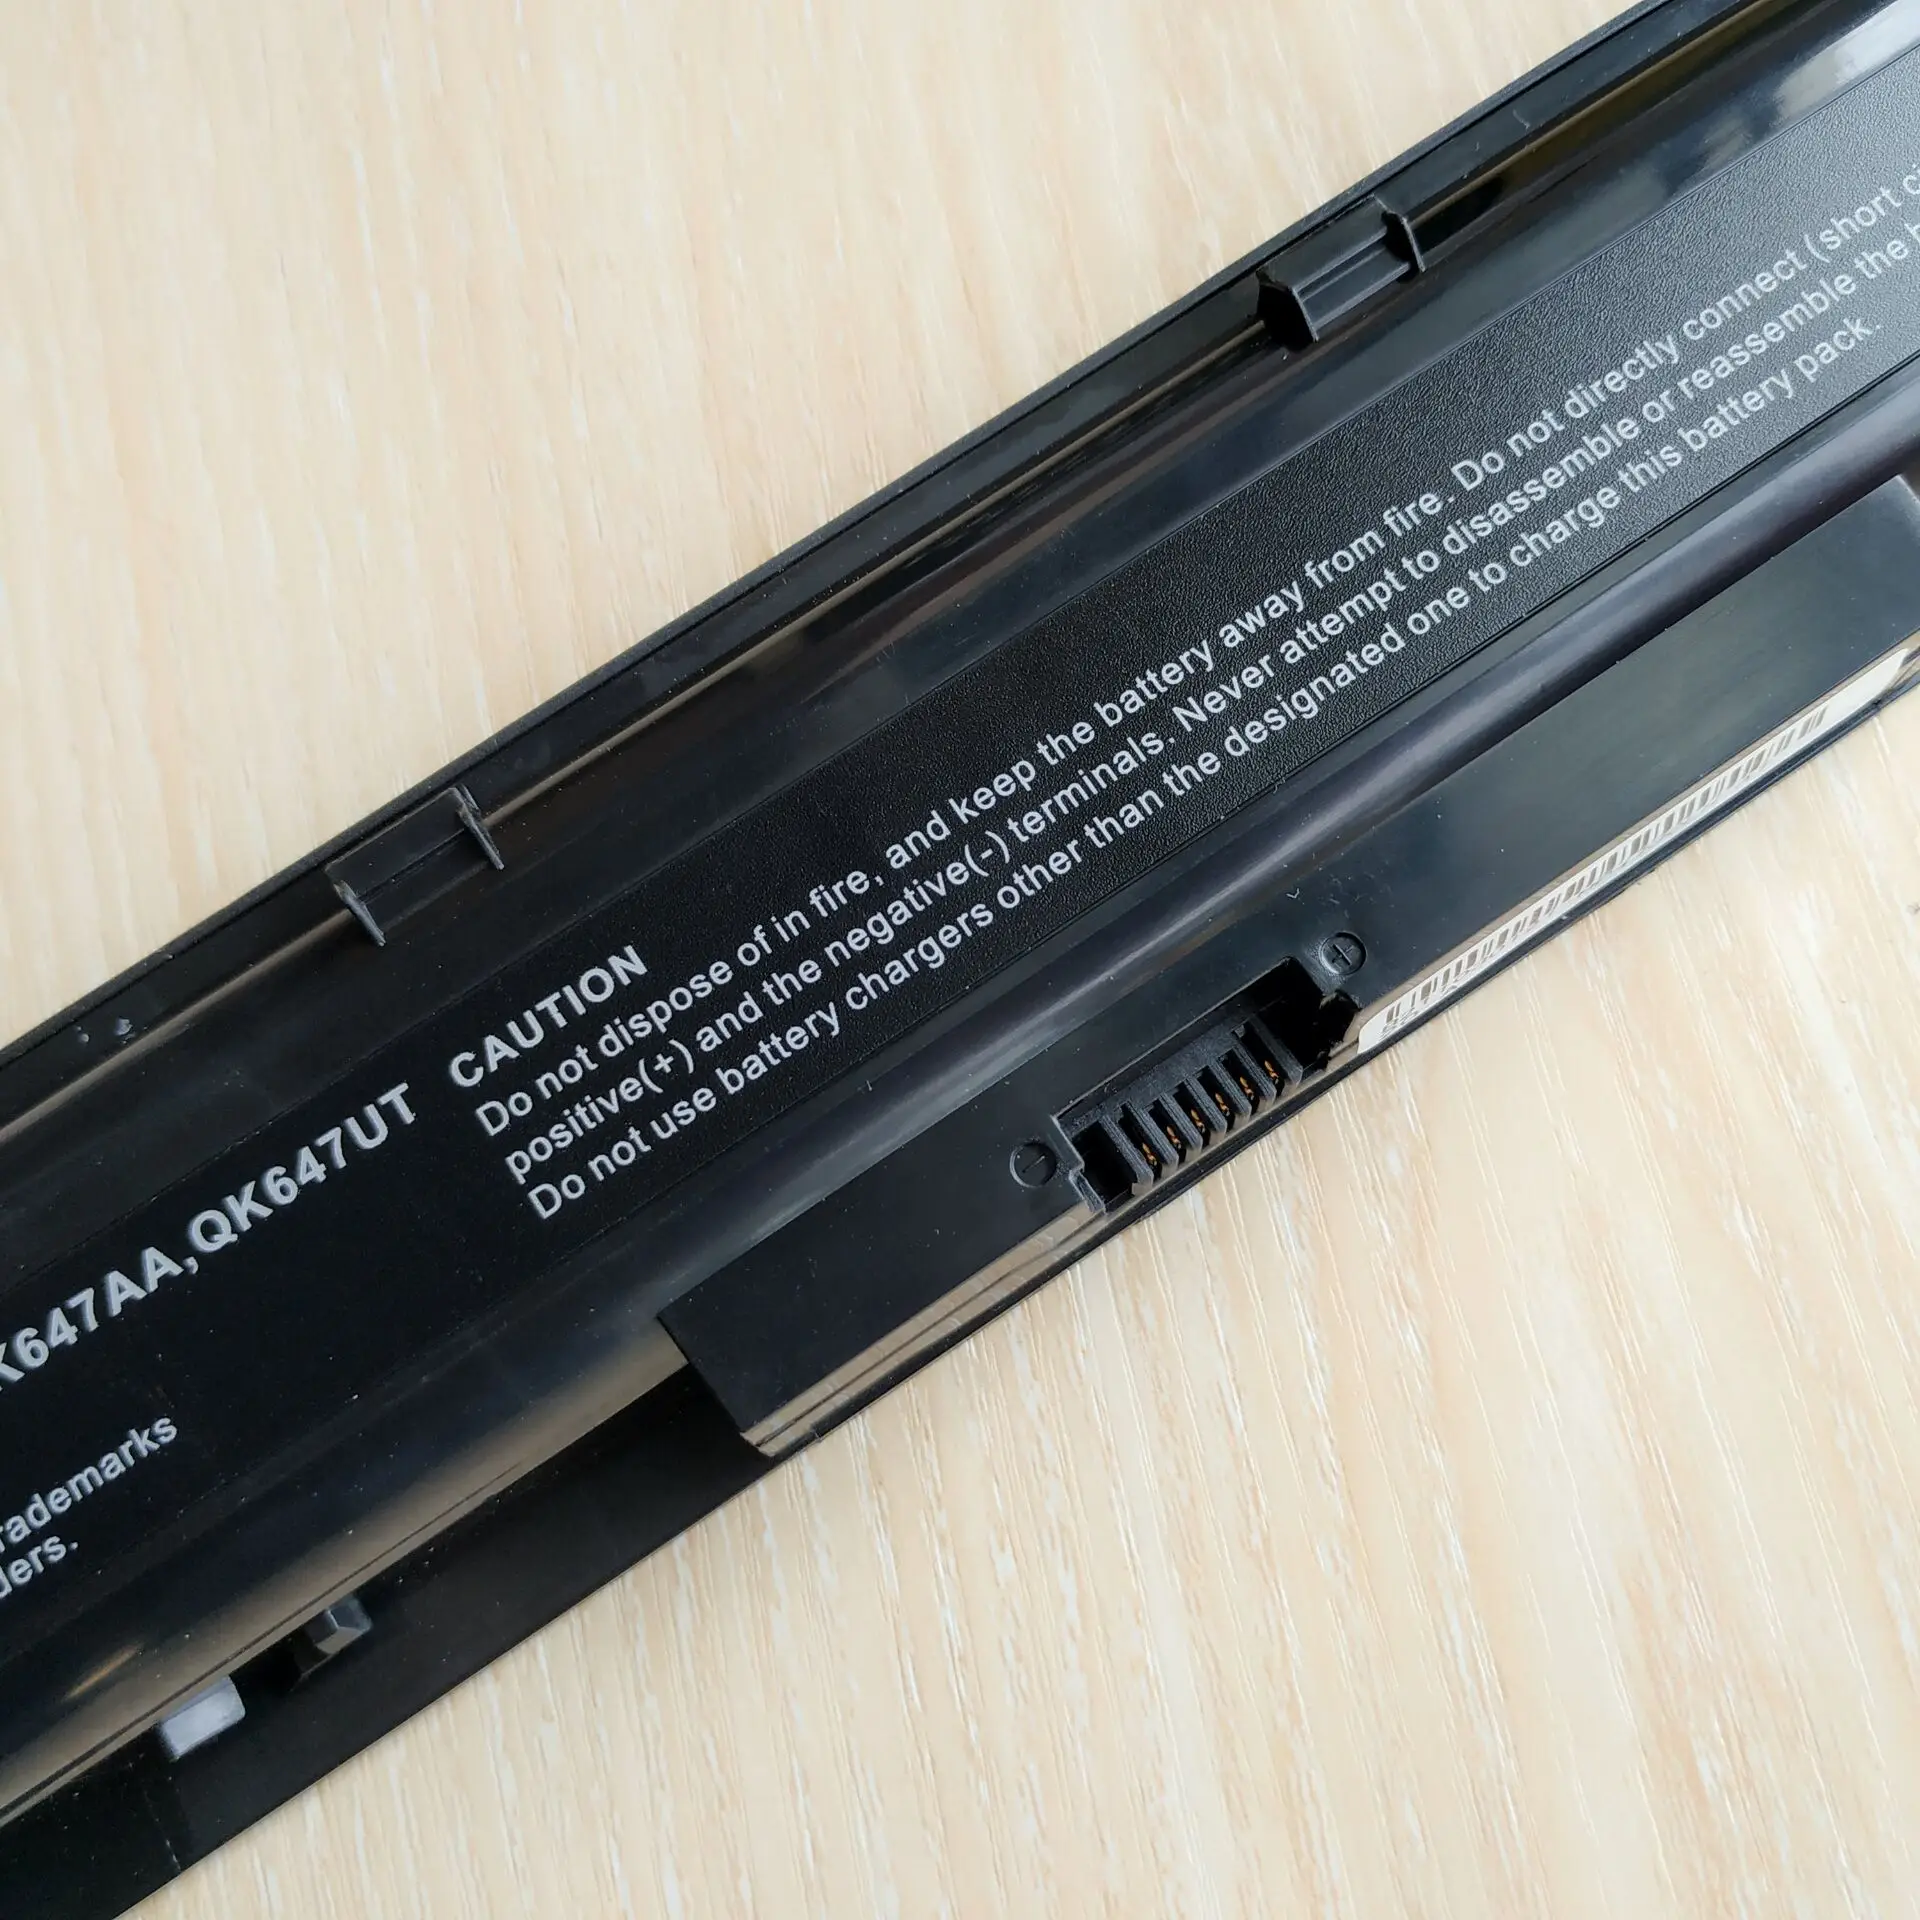 K647AA,QK647UT
rademarks
ders.
CAUTION
Do not dispose of in fire, and keep the battery away from fire. Do not directly connect (short ci
positive(+) and the negative(-) terminals. Never attempt to disassemble or reassemble the b
Do not use battery chargers other than the designated one to charge this battery pack.
- +